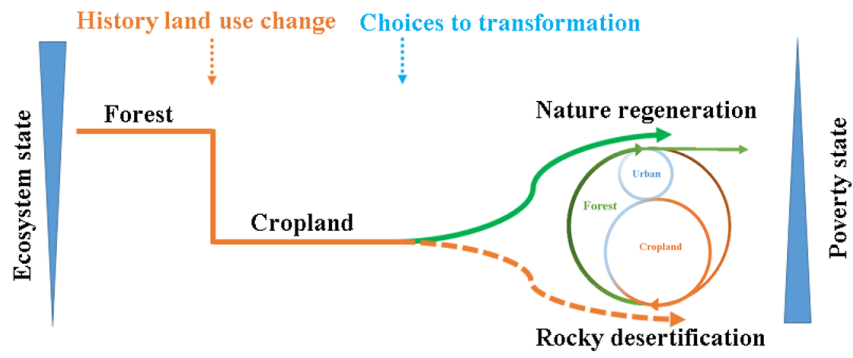 History land use change
Choices to transformation
Ecosystem state
Forest
Nature regeneration
Urban
Forest
Cropland
Cropland
Rocky desertification
Poverty state